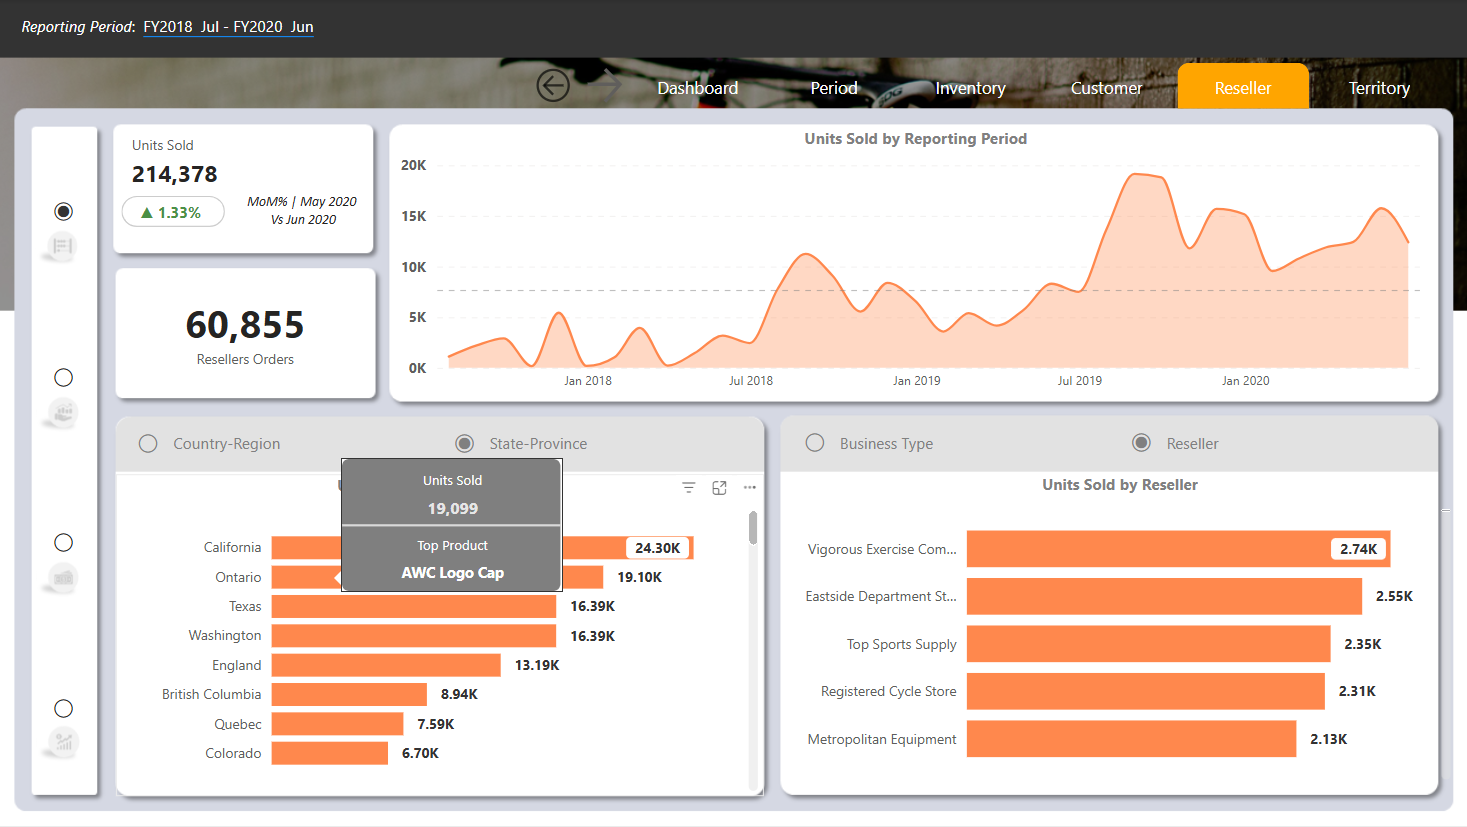 Reporting Period: FY2018 Jul - FY2020 Jun
Dashboard
Period
Inventory
Customer
Reseller
Territory
Units Sold
214,378
▲ 1.33%
MoM% | May 2020
Vs Jun 2020
60,855
Resellers Orders
Units Sold by Reporting Period
20K
15K
10K
5K
0K
Jan 2018
Jul 2018
Jan 2019
Jul 2019
Jan 2020
Country-Region
State-Province
Units Sold
19,099
Top Product
AWC Logo Cap
California
24.30K
Ontario
19.10K
Texas
16.39K
Washington
16.39K
England
13.19K
British Columbia
8.94K
Quebec
7.59K
Colorado
6.70K
Business Type
Reseller
Units Sold by Reseller
Vigorous Exercise Com...
2.74K
Eastside Department St...
2.55K
Top Sports Supply
2.35K
Registered Cycle Store
2.31K
Metropolitan Equipment
2.13K